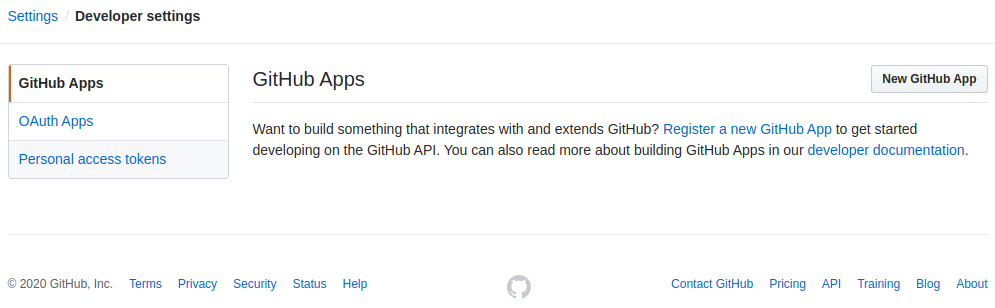 Settings / Developer settings
GitHub Apps
OAuth Apps
Personal access tokens
GitHub Apps
New GitHub App
Want to build something that integrates with and extends GitHub? Register a new GitHub App to get started
developing on the GitHub API. You can also read more about building GitHub Apps in our developer documentation.
© 2020 GitHub, Inc. Terms Privacy Security Status Help Contact GitHub Pricing API Training Blog About